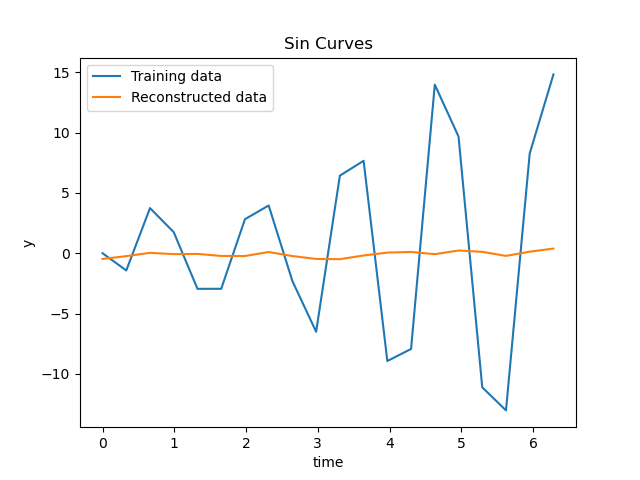 Sin Curves
Training data
Reconstructed data
15
10
5
0
−5
−10
y
0 1 2 3 4 5 6
time